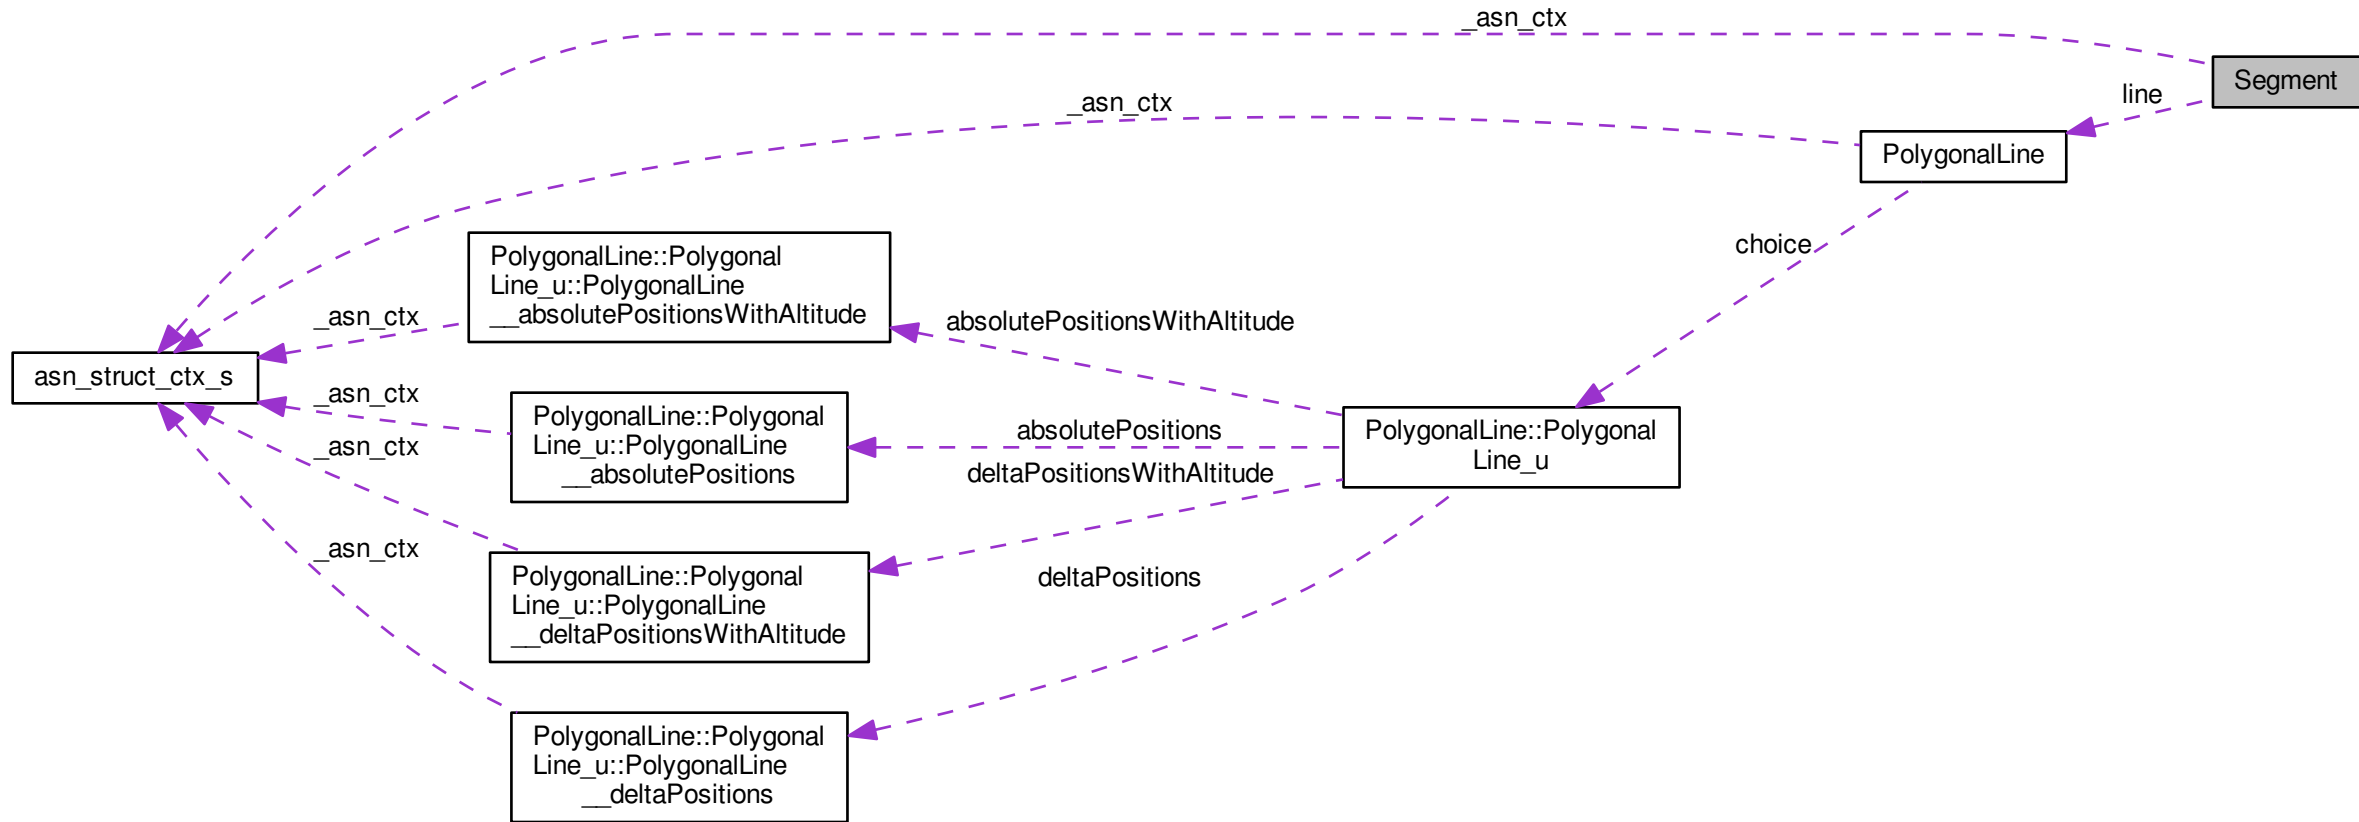 _asn_ctx
Segment
line
_asn_ctx
PolygonalLine
choice
PolygonalLine::Polygonal
Line_u::PolygonalLine
__absolutePositionsWithAltitude
_asn_ctx
absolutePositionsWithAltitude
asn_struct_ctx_s
_asn_ctx
PolygonalLine::Polygonal
Line_u::PolygonalLine
__absolutePositions
absolutePositions
PolygonalLine::Polygonal
Line_u
_asn_ctx
deltaPositionsWithAltitude
_asn_ctx
PolygonalLine::Polygonal
Line_u::PolygonalLine
__deltaPositionsWithAltitude
deltaPositions
PolygonalLine::Polygonal
Line_u::PolygonalLine
__deltaPositions